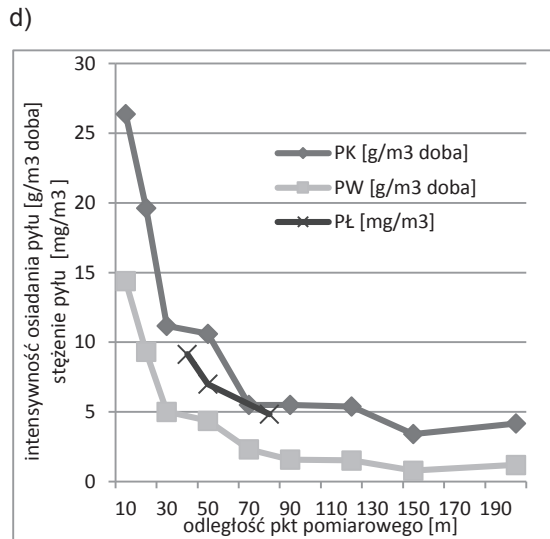 d)
30
25
20
15
10
5
0
intensywność osiadania pyłu [g/m3 doba]
stężenie pyłu [mg/m3 ]
PK [g/m3 doba]
PW [g/m3 doba]
PŁ [mg/m3]
10 30 50 70 90 110 130 150 170 190
odległość pkt pomiarowego [m]